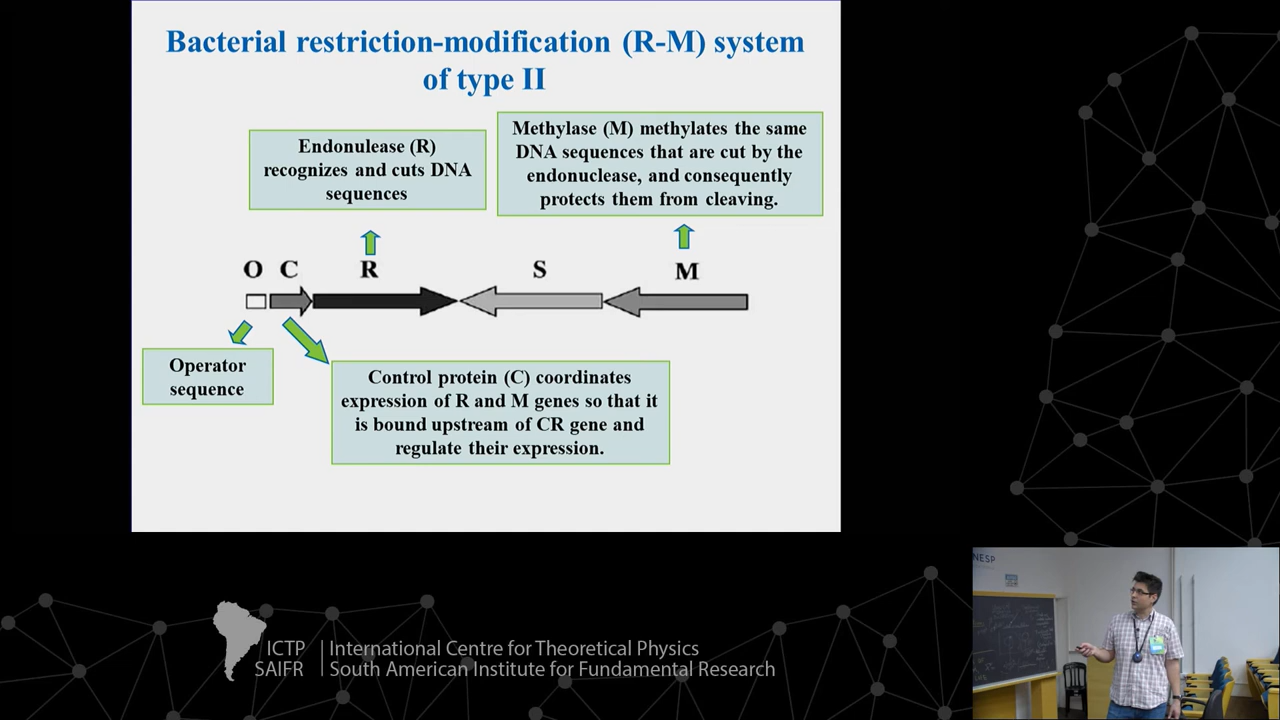 Bacterial restriction-modification (R-M) system
of type II
Endonulease (R)
recognizes and cuts DNA
sequences
Methylase (M) methylates the same
DNA sequences that are cut by the
endonuclease, and consequently
protects them from cleaving.
O C R S M
Operator
sequence
Control protein (C) coordinates
expression of R and M genes so that it
is bound upstream of CR gene and
regulate their expression.
NESP
ICTP
SAIFR
International Centre for Theoretical Physics
South American Institute for Fundamental Research